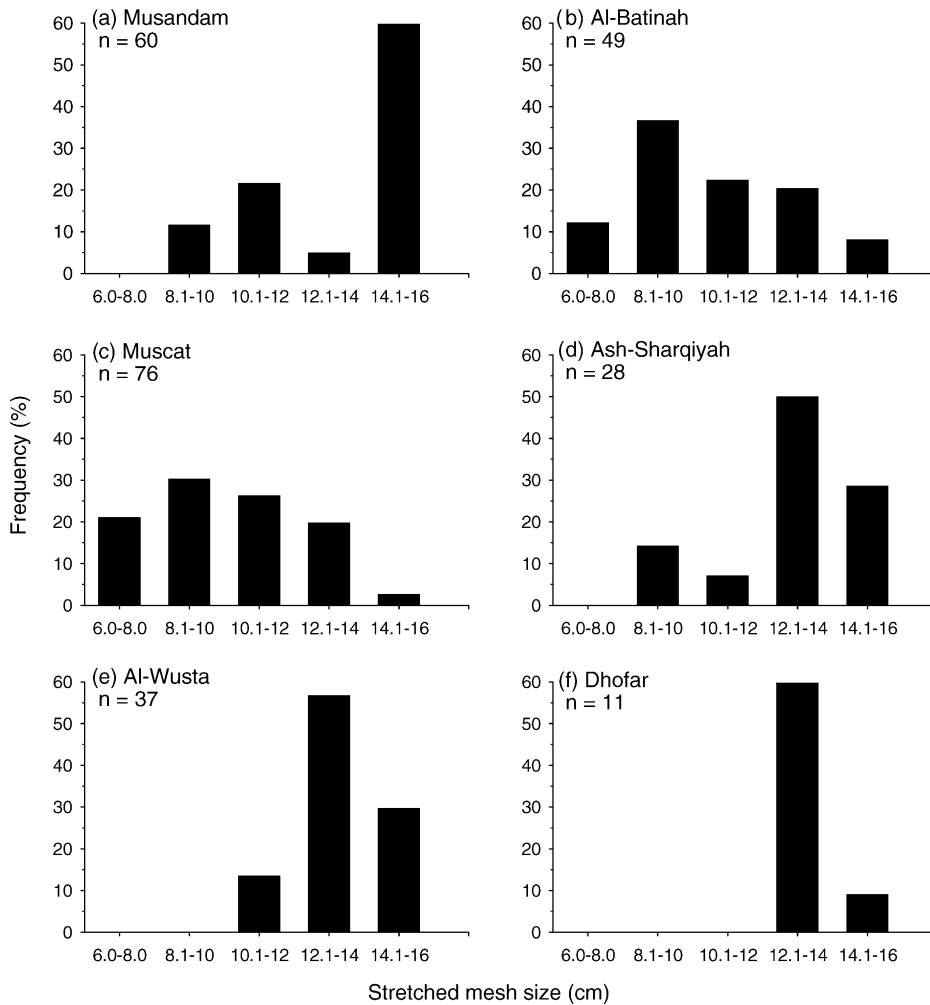 (a) Musandam
n = 60
60
50
40
30
20
10
0
6.0-8.0 8.1-10 10.1-12 12.1-14 14.1-16
(b) Al-Batinah
n = 49
60
50
40
30
20
10
0
6.0-8.0 8.1-10 10.1-12 12.1-14 14.1-16
Frequency (%)
(c) Muscat
n = 76
60
50
40
30
20
10
0
6.0-8.0 8.1-10 10.1-12 12.1-14 14.1-16
(d) Ash-Sharqiyah
n = 28
60
50
40
30
20
10
0
6.0-8.0 8.1-10 10.1-12 12.1-14 14.1-16
(e) Al-Wusta
n = 37
60
50
40
30
20
10
0
6.0-8.0 8.1-10 10.1-12 12.1-14 14.1-16
(f) Dhofar
n = 11
60
50
40
30
20
10
0
6.0-8.0 8.1-10 10.1-12 12.1-14 14.1-16
Stretched mesh size (cm)